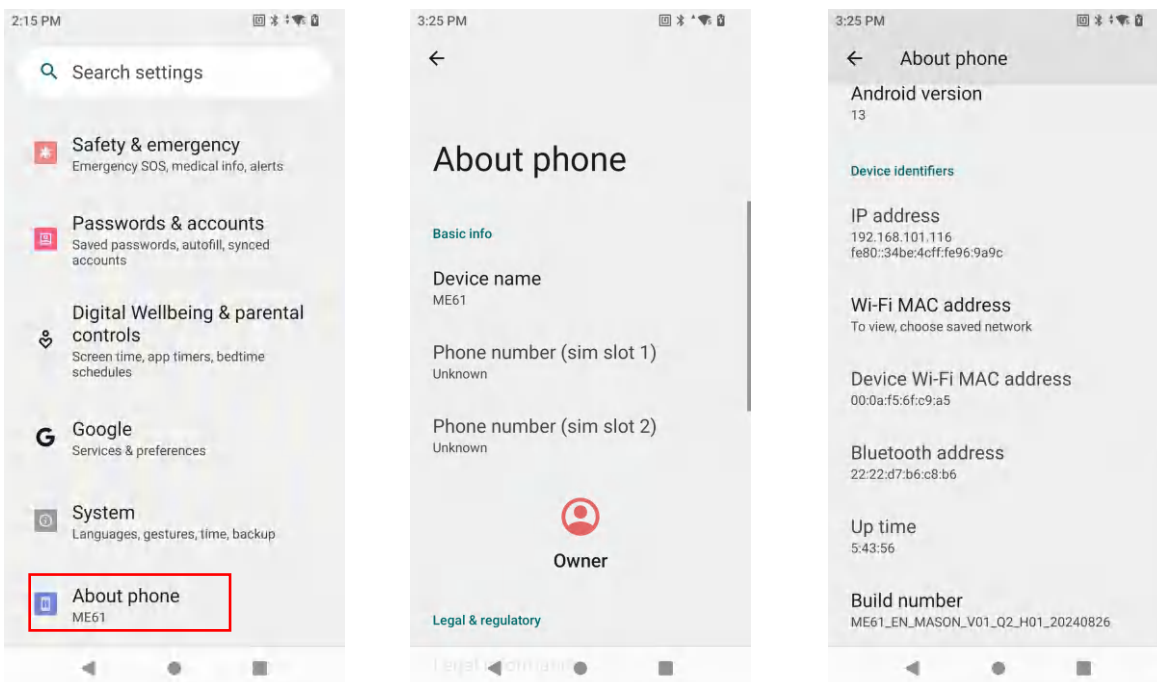 2:15 PM
Search settings
Safety & emergency
Emergency SOS, medical info, alerts
Passwords & accounts
Saved passwords, autofill, synced
accounts
Digital Wellbeing & parental
controls
Screen time, app timers, bedtime
schedules
G
Google
Services & preferences
System
Languages, gestures, time, backup
About phone
ME61
3:25 PM
About phone
Basic info
Device name
ME61
Phone number (sim slot 1)
Unknown
Phone number (sim slot 2)
Unknown
Owner
Legal & regulatory
Legal information
3:25 PM
About phone
Android version
13
Device identifiers
IP address
192.168.101.116
fe80::34be:4cff:fe96:9a9c
Wi-Fi MAC address
To view, choose saved network
Device Wi-Fi MAC address
00:0a:f5:6f:c9:a5
Bluetooth address
22:22:d7:b6:c8:b6
Up time
5:43:56
Build number
ME61_EN_MASON_V01_Q2_H01_20240826